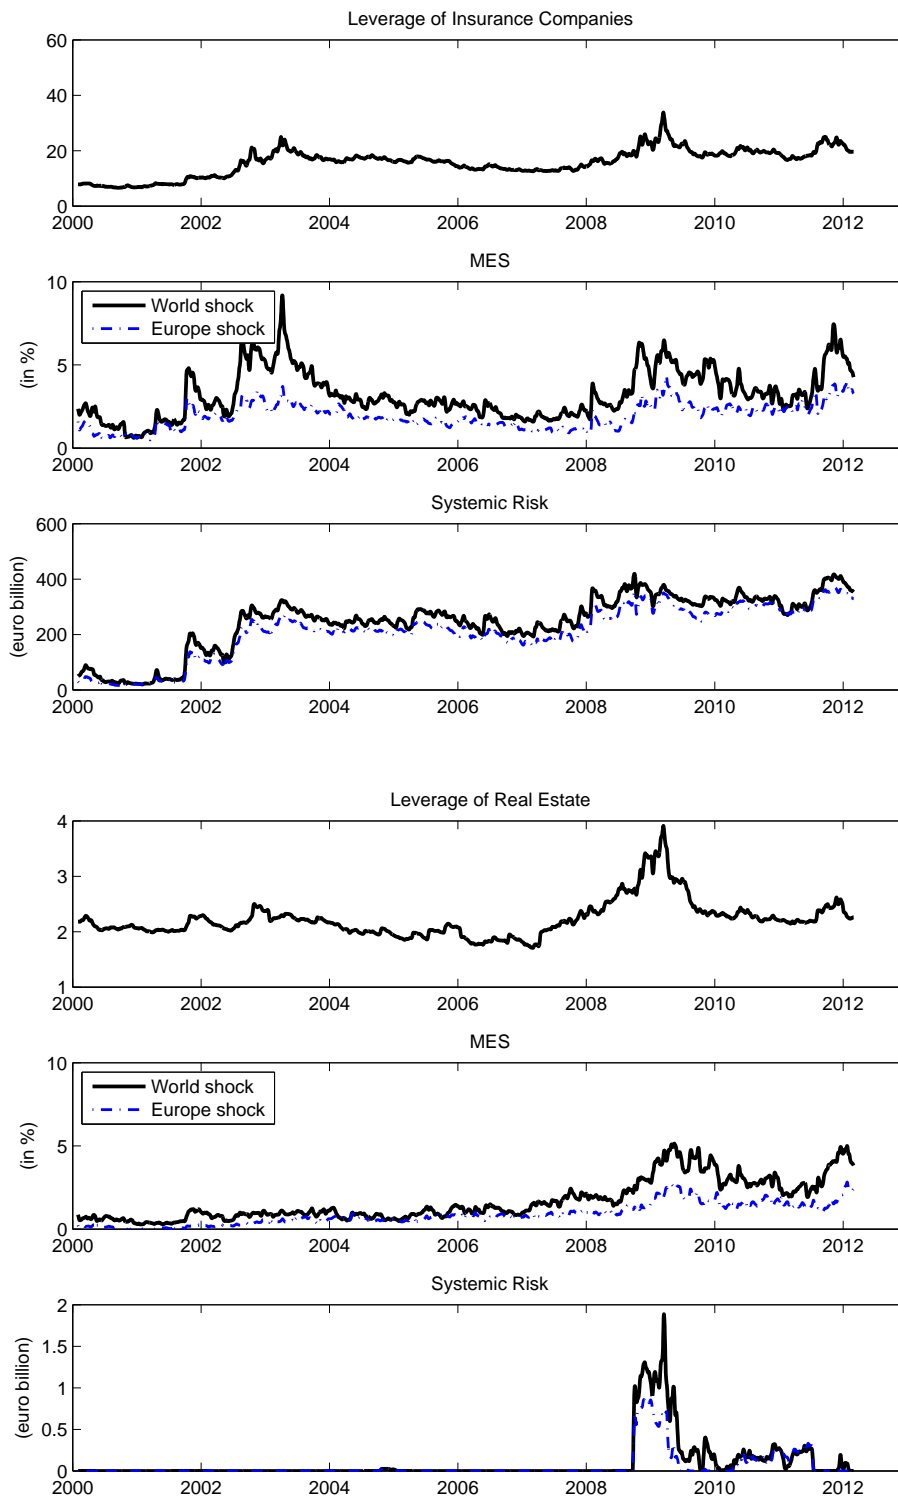 Leverage of Insurance Companies
60
40
20
0
2000 2002 2004 2006 2008 2010 2012
MES
10
World shock
Europe shock
(in %)
5
0
2000 2002 2004 2006 2008 2010 2012
Systemic Risk
600
400
(euro billion)
200
0
2000 2002 2004 2006 2008 2010 2012
Leverage of Real Estate
4
3
2
1
2000 2002 2004 2006 2008 2010 2012
MES
10
World shock
Europe shock
(in %)
5
0
2000 2002 2004 2006 2008 2010 2012
Systemic Risk
2
1.5
(euro billion)
1
0.5
0
2000 2002 2004 2006 2008 2010 2012